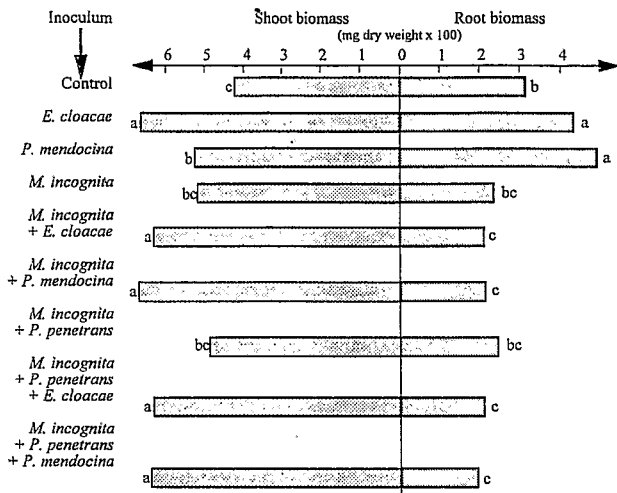 Inoculum Shoot biomass Root biomass
(mg dry weight x 100)
6 5 4 3 2 1 0 1 2 3 4
Control c b
E. cloacae a a
P. mendocina b a
M. incognita bc bc
M. incognita
+ E. cloacae a c
M. incognita
+ P. mendocina a c
M. incognita
+ P. penetrans bc bc
M. incognita
+ P. penetrans
+ E. cloacae a c
M. incognita
+ P. penetrans
+ P. mendocina a c